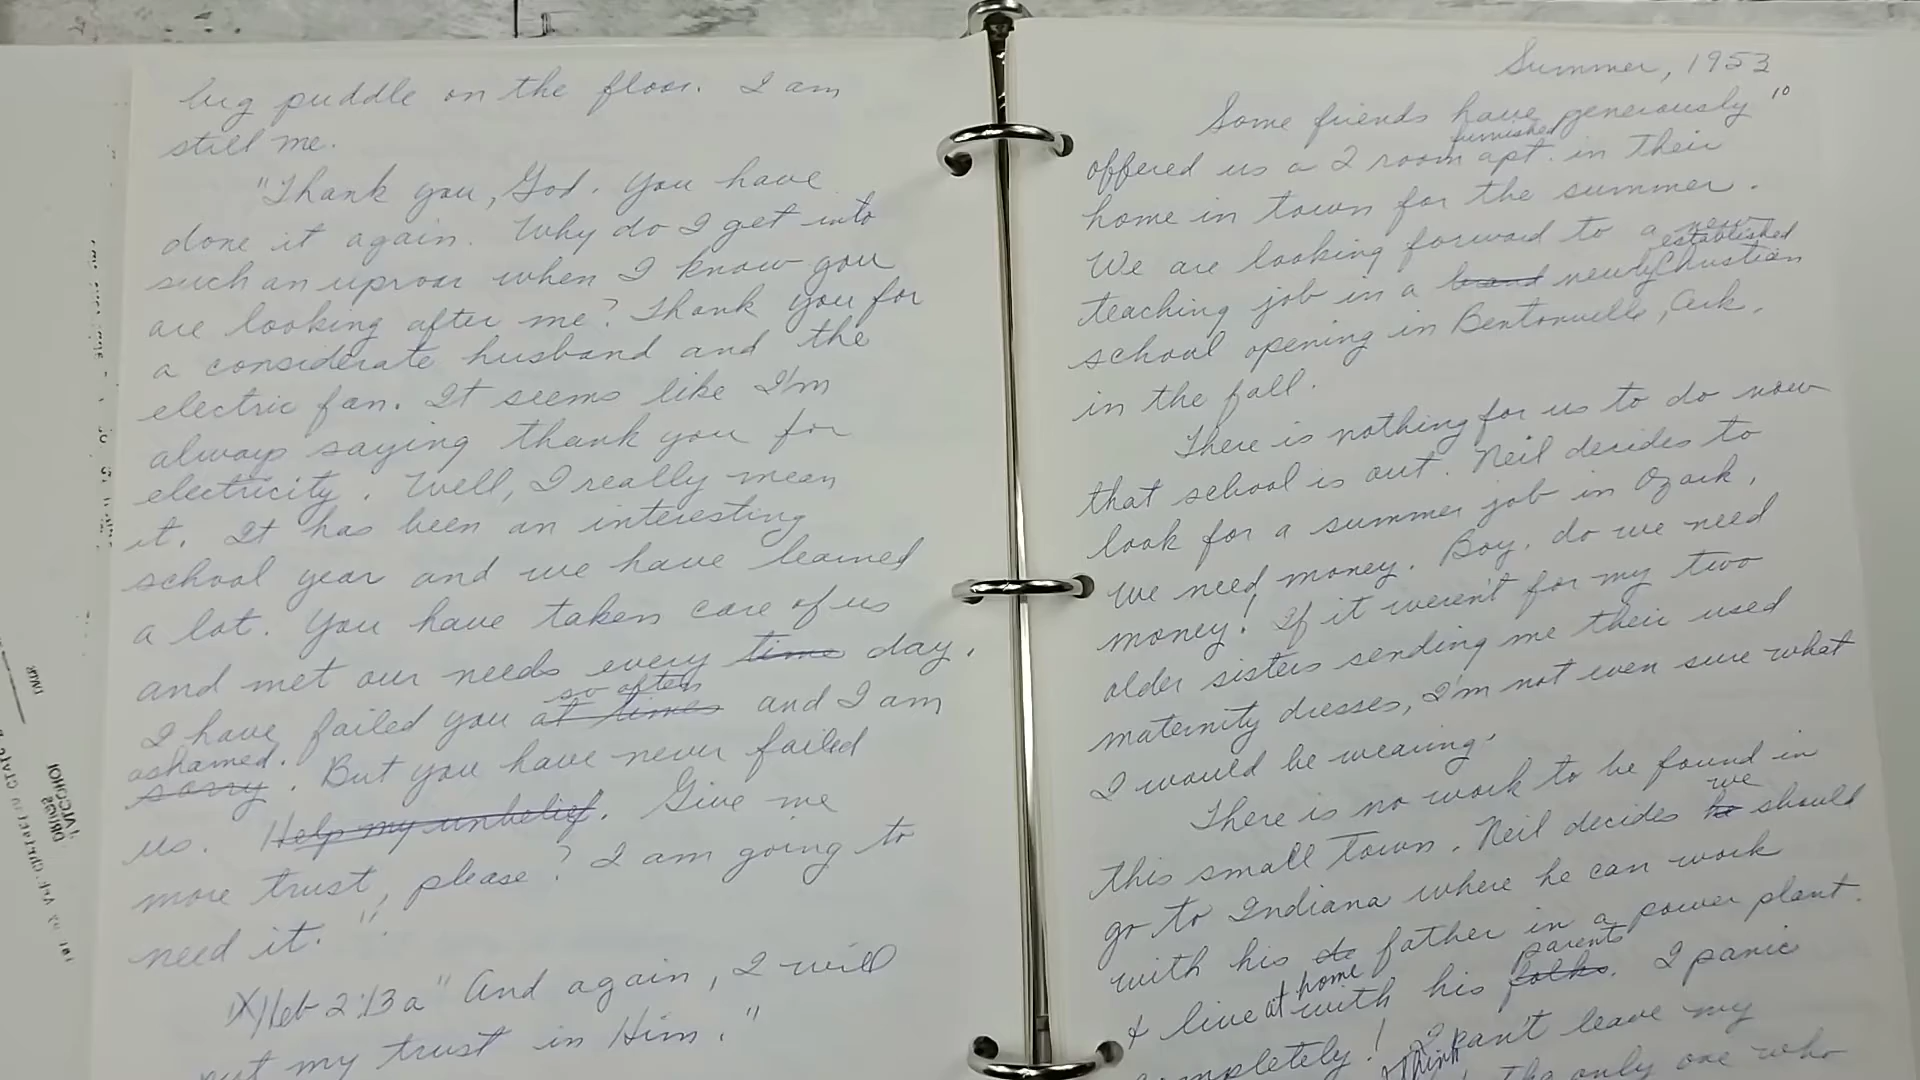 big puddle on the floor. I am
still me.
"Thank you, God. You have
done it again. Why do I get into
such an uproar when I know you
are looking after me? Thank you for
a considerate husband and the
electric fan. It seems like I'm
always saying thank you for
electricity. Well, I really mean
it. It has been an interesting
school year and we have learned
a lot. You have taken care of us
and met our needs every time day.
so often
I have failed you at times and I am
ashamed.
sorry. But you have never failed
us. Help my unbelief. Give me
more trust, please? I am going to
need it."
Heb 2:13a "And again, I will
put my trust in Him."
Summer, 1953
10
Some friends have generously
furnished
offered us a 2 room apt. in their
home in town for the summer.
We are looking forward to a new
established
teaching job in a brand newly Christian
school opening in Bentonville, Ark.
in the fall.
There is nothing for us to do now
that school is out. Neil decides to
look for a summer job in Ozark.
We need money. Boy, do we need
money! If it weren't for my two
older sisters sending me their used
maternity dresses, I'm not even sure what
I would be wearing.
There is no work to be found in
we
this small town. Neil decides he should
go to Indiana where he can work
with his father in a power plant.
parents
& live at home with his folks. I panic
completely! I can't leave my
think
the only one who